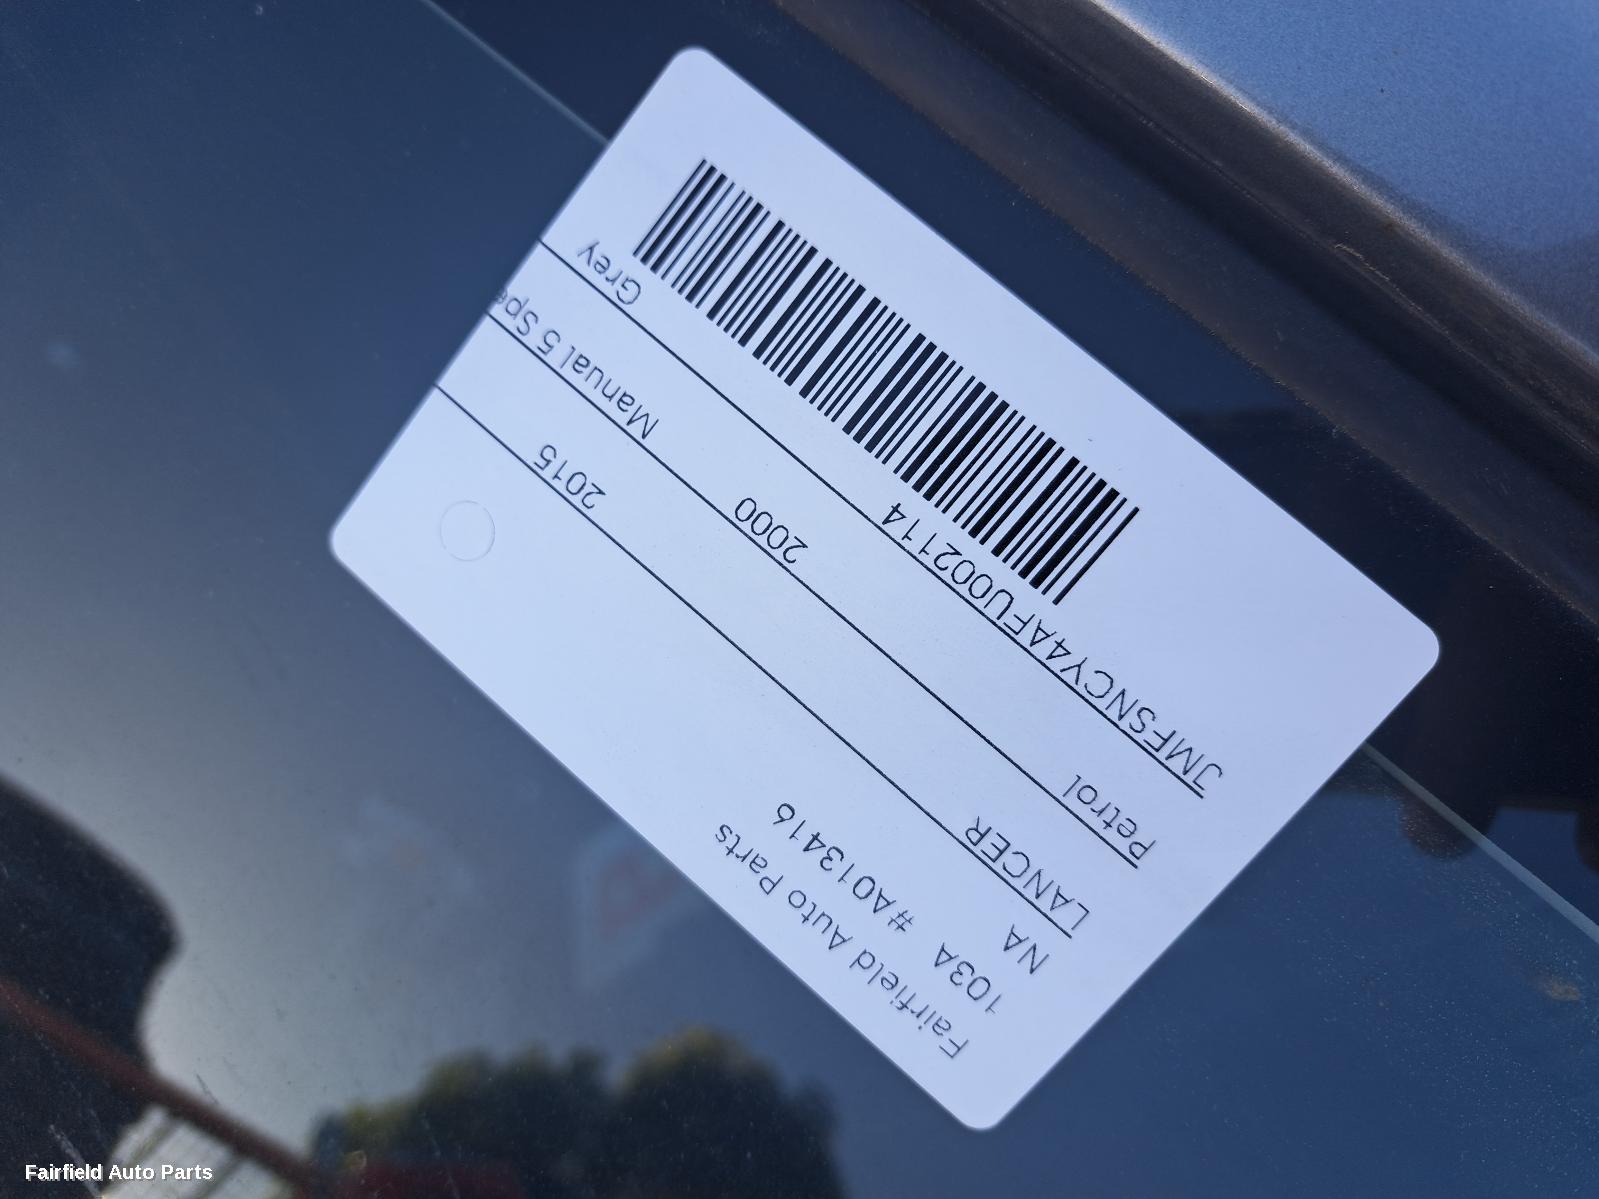 Fairfield Auto Parts
103A #A013416
NA
LANCER 2015
Petrol 2000 Manual 5 Spe
JMFSNCY4AFU002114 Grey
Fairfield Auto Parts